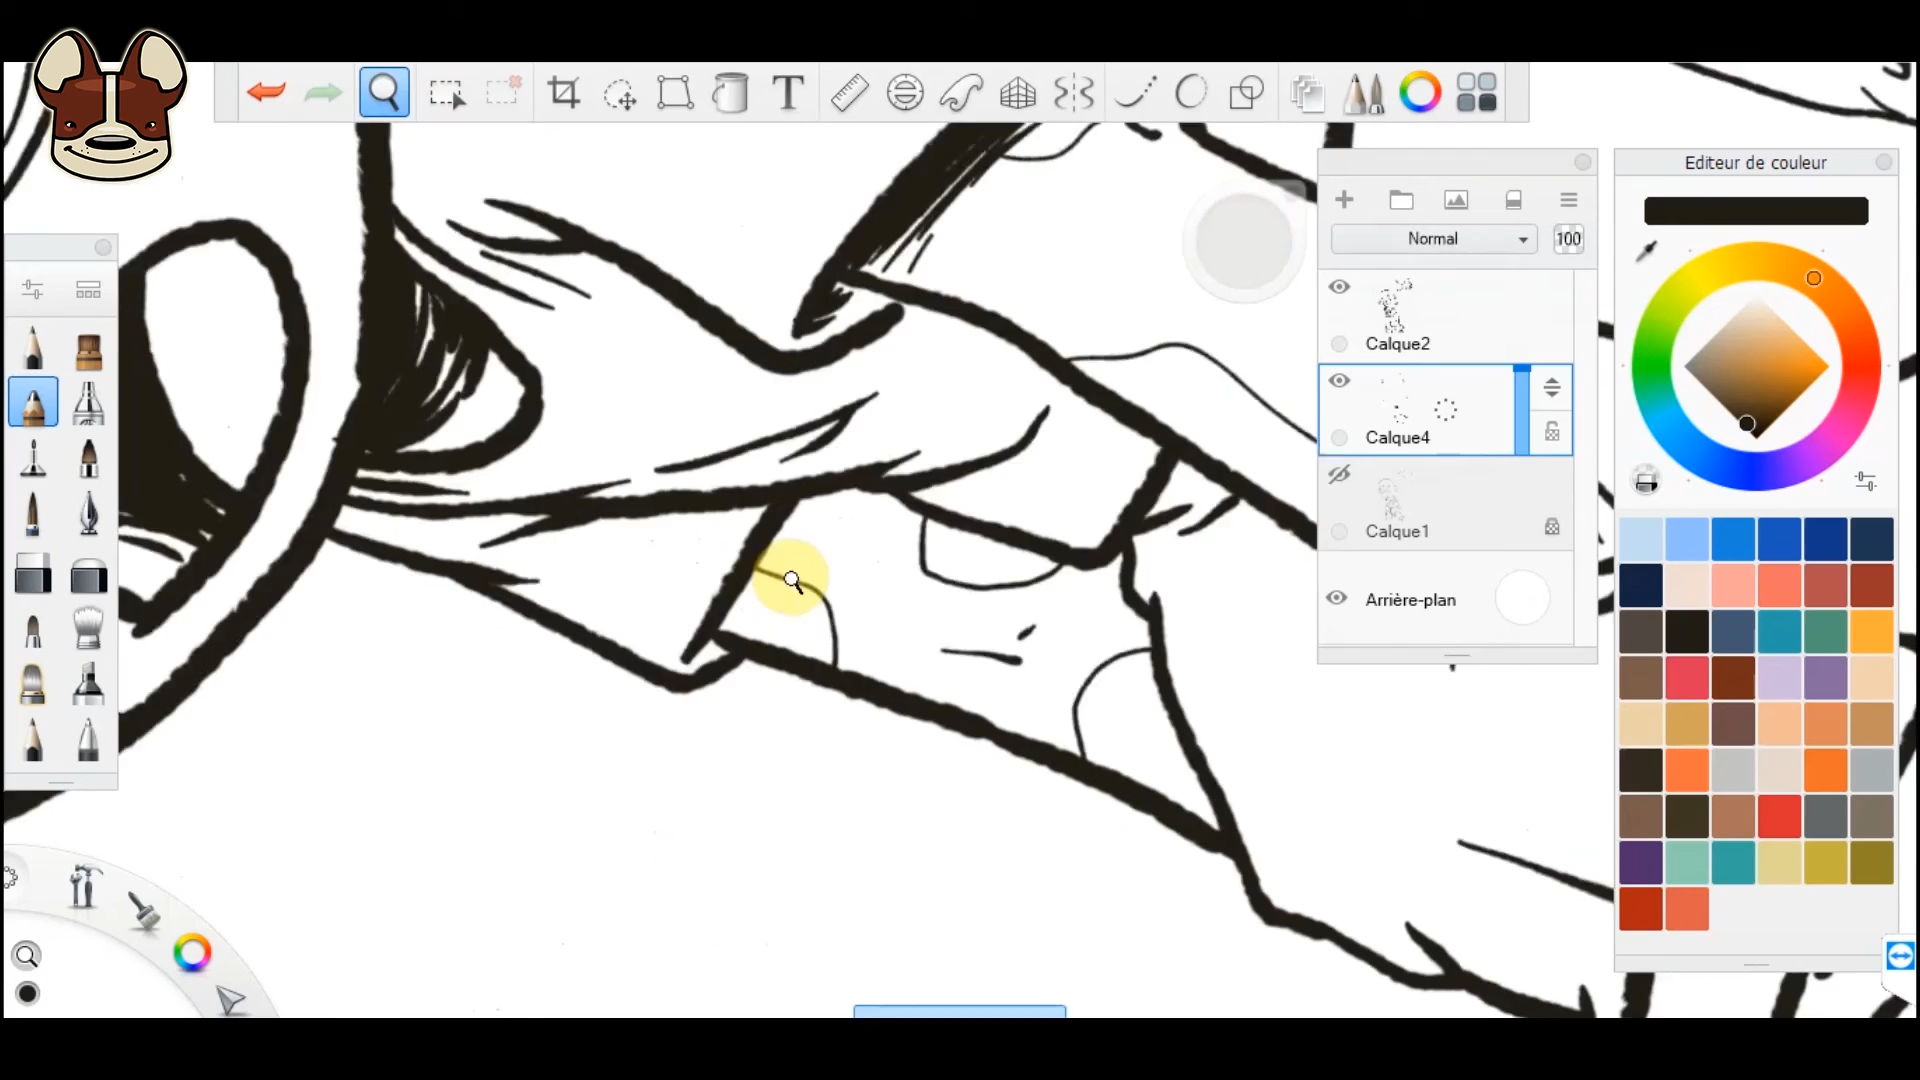 T
Editeur de couleur
Normal
100
Calque2
Calque4
Calque1
Arrière-plan